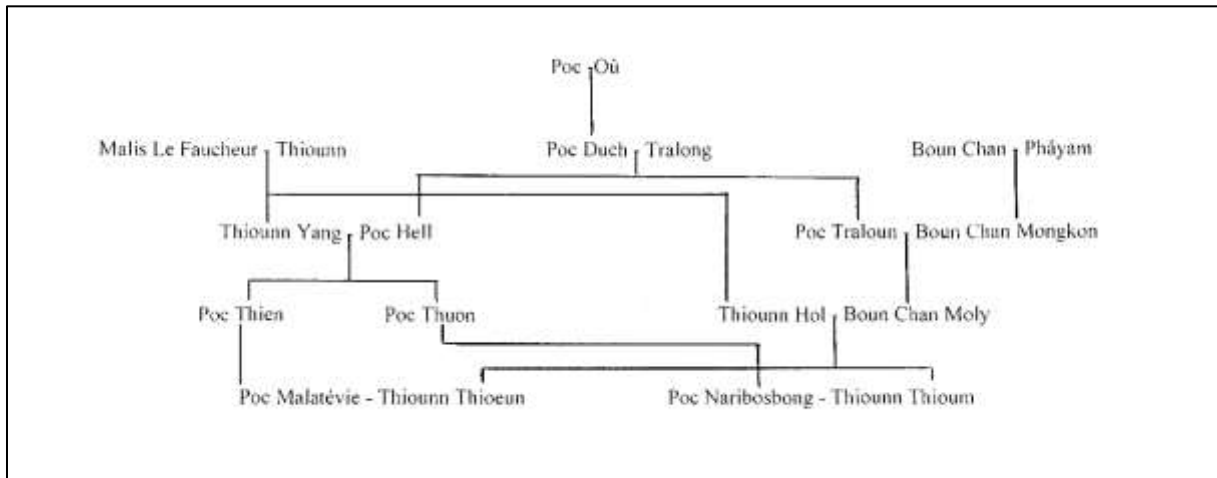 Poc - Oû
Malis Le Faucheur - Thiounn Poc Duch - Tralong Boun Chan - Phâyam
Thiounn Yang - Poc Hell Poc Traloun - Boun Chan Mongkon
Poc Thien Poc Thuon Thiounn Hol - Boun Chan Moly
Poc Malatévie - Thiounn Thioeun Poc Naribosbong - Thiounn Thioum